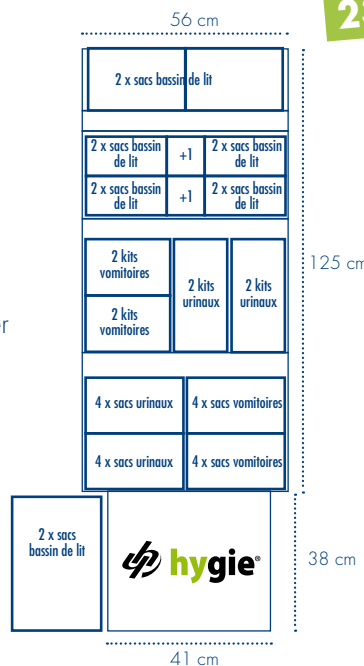 56 cm
2 x sacs bassin de lit
2 x sacs bassin
de lit
+1
2 x sacs bassin
de lit
2 x sacs bassin
de lit
+1
2 x sacs bassin
de lit
125 cm
2 kits
vomitoires
2 kits
urinaux
2 kits
urinaux
2 kits
vomitoires
4 x sacs urinaux
4 x sacs vomitoires
4 x sacs urinaux
4 x sacs vomitoires
2 x sacs
bassin de lit
hygie®
38 cm
41 cm